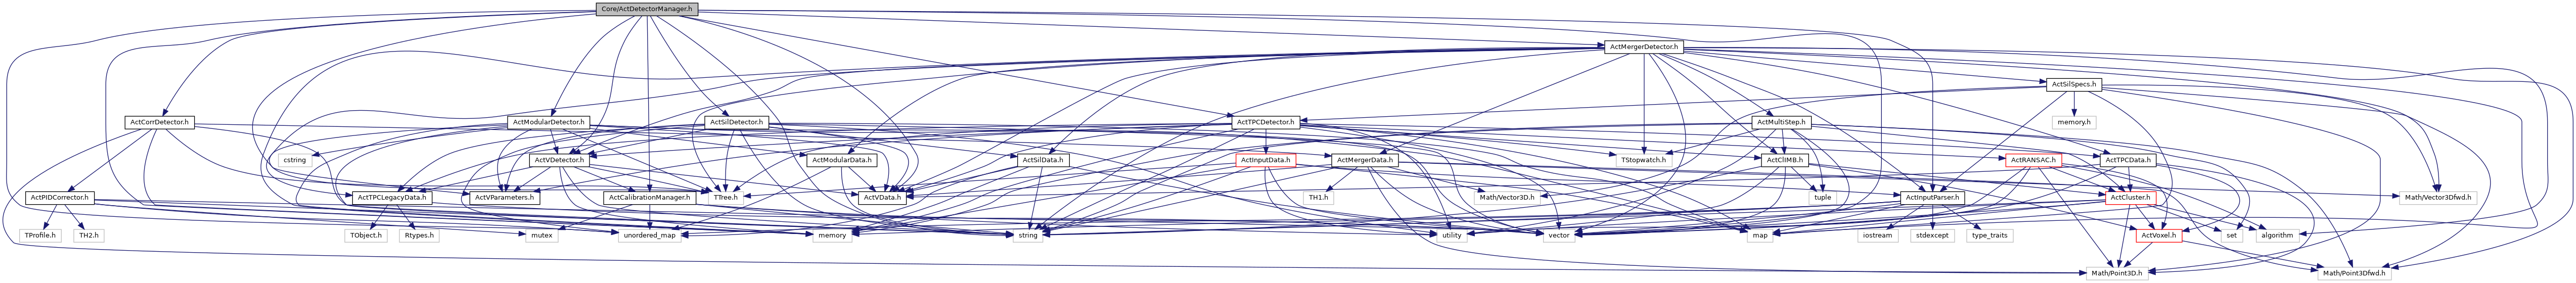 Core/ActDetectorManager.h
ActMergerDetector.h
ActSilSpecs.h
ActCorrDetector.h
ActModularDetector.h
ActSilDetector.h
ActTPCDetector.h
ActMultiStep.h
memory.h
cstring
ActVDetector.h
ActModularData.h
ActSilData.h
ActInputData.h
ActMergerData.h
TStopwatch.h
ActCliIMB.h
ActRANSAC.h
ActTPCData.h
ActPIDCorrector.h
ActTPCLegacyData.h
ActVParameters.h
ActCalibrationManager.h
TTree.h
ActVData.h
TH1.h
Math/Vector3D.h
tuple
ActInputParser.h
ActCluster.h
Math/Vector3Dfwd.h
TProfile.h
TH2.h
TObject.h
Rtypes.h
mutex
unordered_map
memory
string
utility
vector
map
iostream
stdexcept
type_traits
ActVoxel.h
set
algorithm
Math/Point3D.h
Math/Point3Dfwd.h